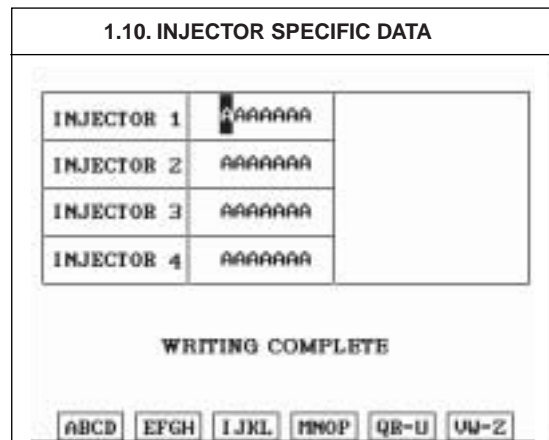 1.10. INJECTOR SPECIFIC DATA
INJECTOR 1 AAAAAAA
INJECTOR 2 AAAAAAA
INJECTOR 3 AAAAAAA
INJECTOR 4 AAAAAAA
WRITING COMPLETE
ABCD EFGH IJKL MNOP QR-U VW-Z